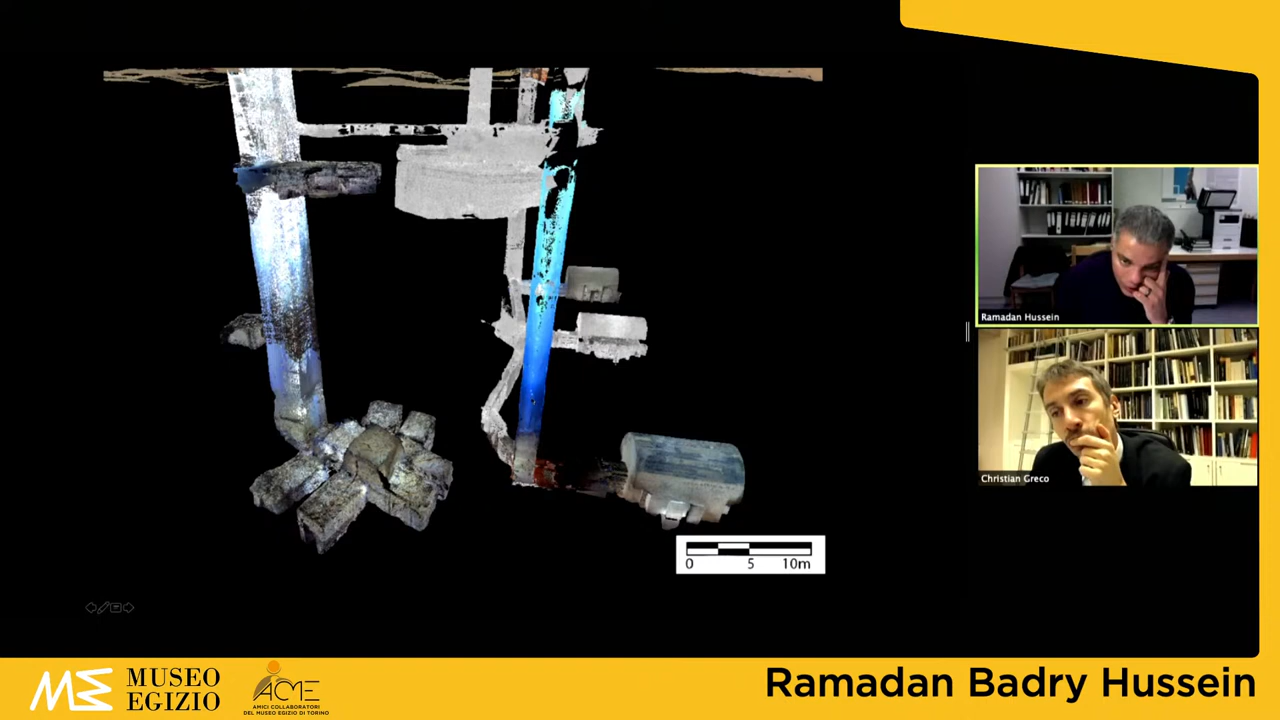 Ramadan Hussein
Christian Greco
0 5 10m
MUSEO
EGIZIO
ACME
AMICI COLLABORATORI
DEL MUSEO EGIZIO DI TORINO
Ramadan Badry Hussein